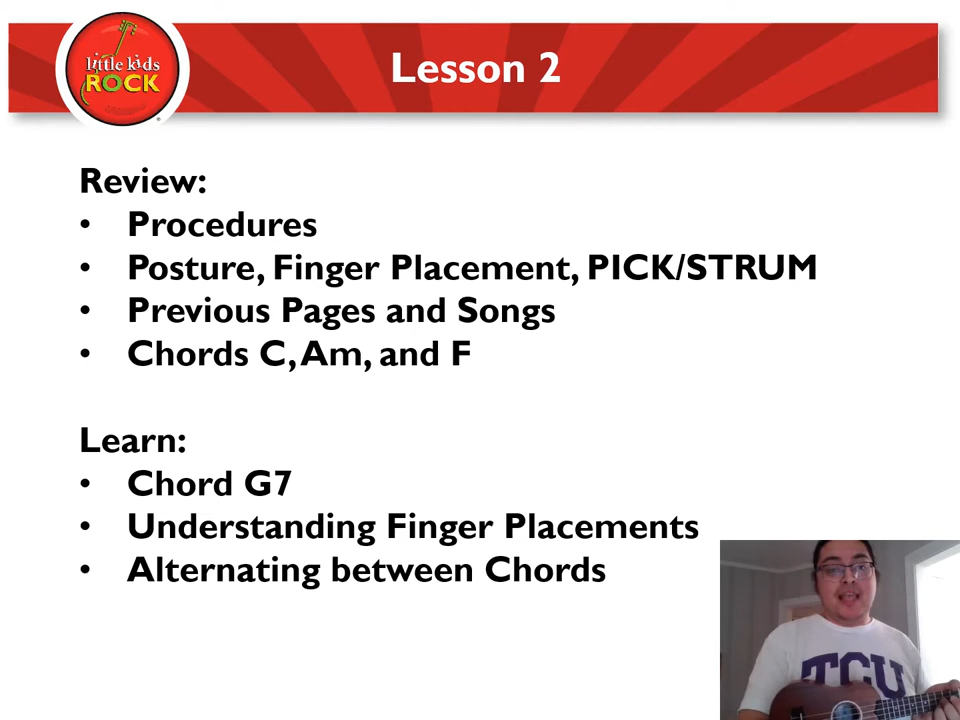 little kids
ROCK
Lesson 2
Review:
• Procedures
• Posture, Finger Placement, PICK/STRUM
• Previous Pages and Songs
• Chords C, Am, and F
Learn:
• Chord G7
• Understanding Finger Placements
• Alternating between Chords
TCU